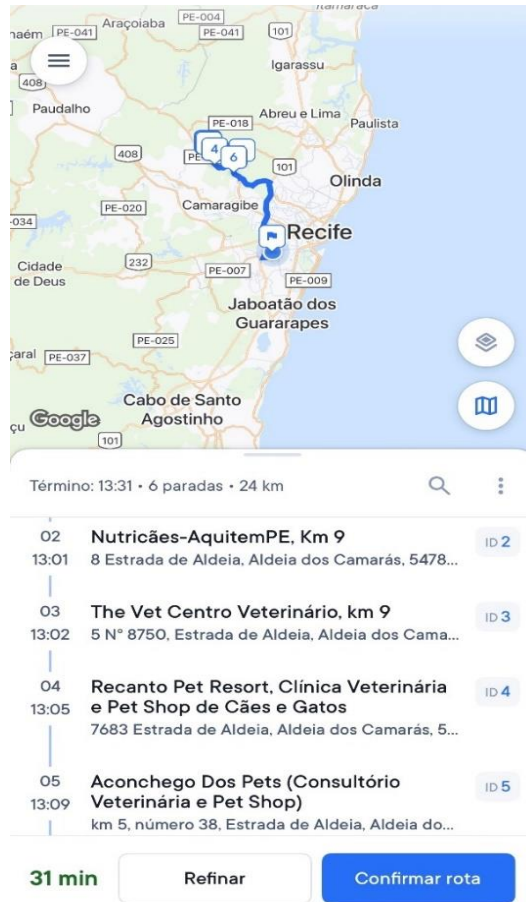 Itamaracá
Araçoiaba
PE-004
PE-041
PE-041
101
Igarassu
408
Paudalho
Abreu e Lima
Paulista
PE-018
408
4
6
101
Olinda
PE-020
Camaragibe
Recife
232
Cidade
de Deus
PE-007
PE-009
Jaboatão dos
Guararapes
PE-025
PE-037
Cabo de Santo
Agostinho
Google
101
Término: 13:31 • 6 paradas • 24 km
02 Nutricães-AquitemPE, Km 9 ID 2
13:01 8 Estrada de Aldeia, Aldeia dos Camarás, 5478...
03 The Vet Centro Veterinário, km 9 ID 3
13:02 5 N° 8750, Estrada de Aldeia, Aldeia dos Cama...
04 Recanto Pet Resort, Clínica Veterinária ID 4
13:05 e Pet Shop de Cães e Gatos
7683 Estrada de Aldeia, Aldeia dos Camarás, 5...
05 Aconchego Dos Pets (Consultório ID 5
13:09 Veterinária e Pet Shop)
km 5, número 38, Estrada de Aldeia, Aldeia do...
31 min Refinar Confirmar rota